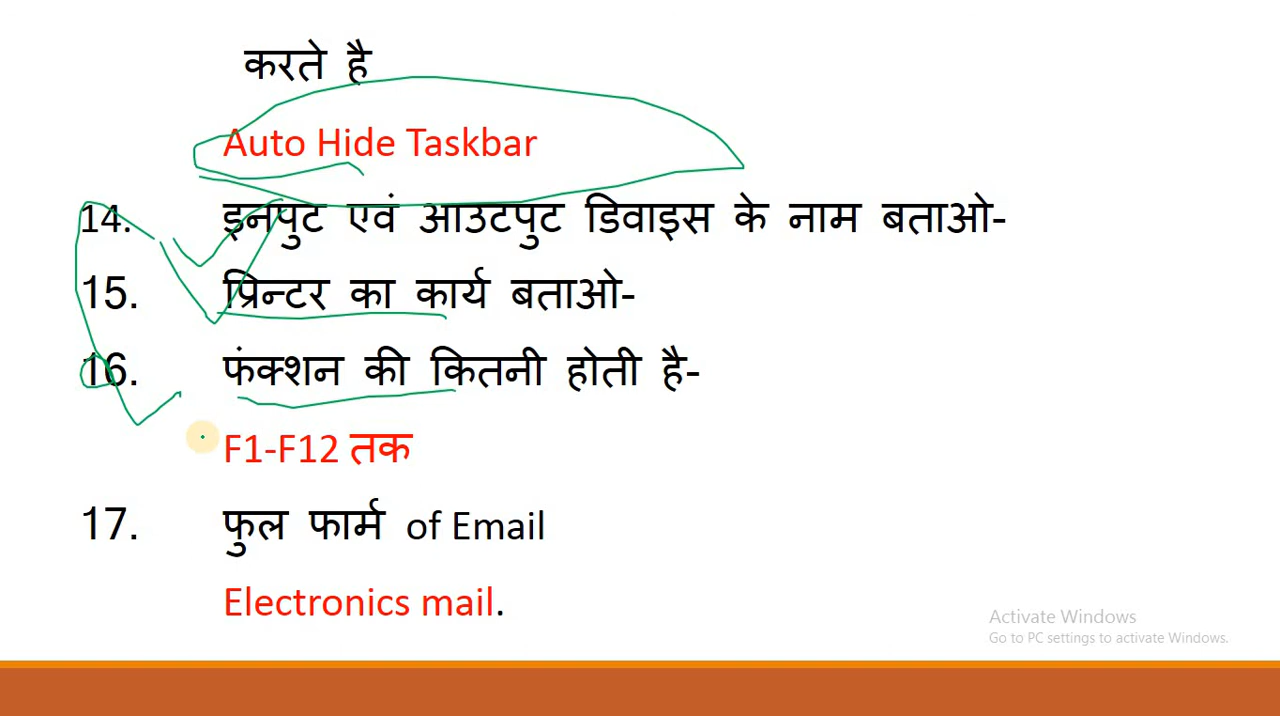 करते है
Auto Hide Taskbar
14. इनपुट एवं आउटपुट डिवाइस के नाम बताओ-
15. प्रिन्टर का कार्य बताओ-
16. फंक्शन की कितनी होती है-
F1-F12 तक
17. फुल फार्म of Email
Electronics mail.
Activate Windows
Go to PC settings to activate Windows.